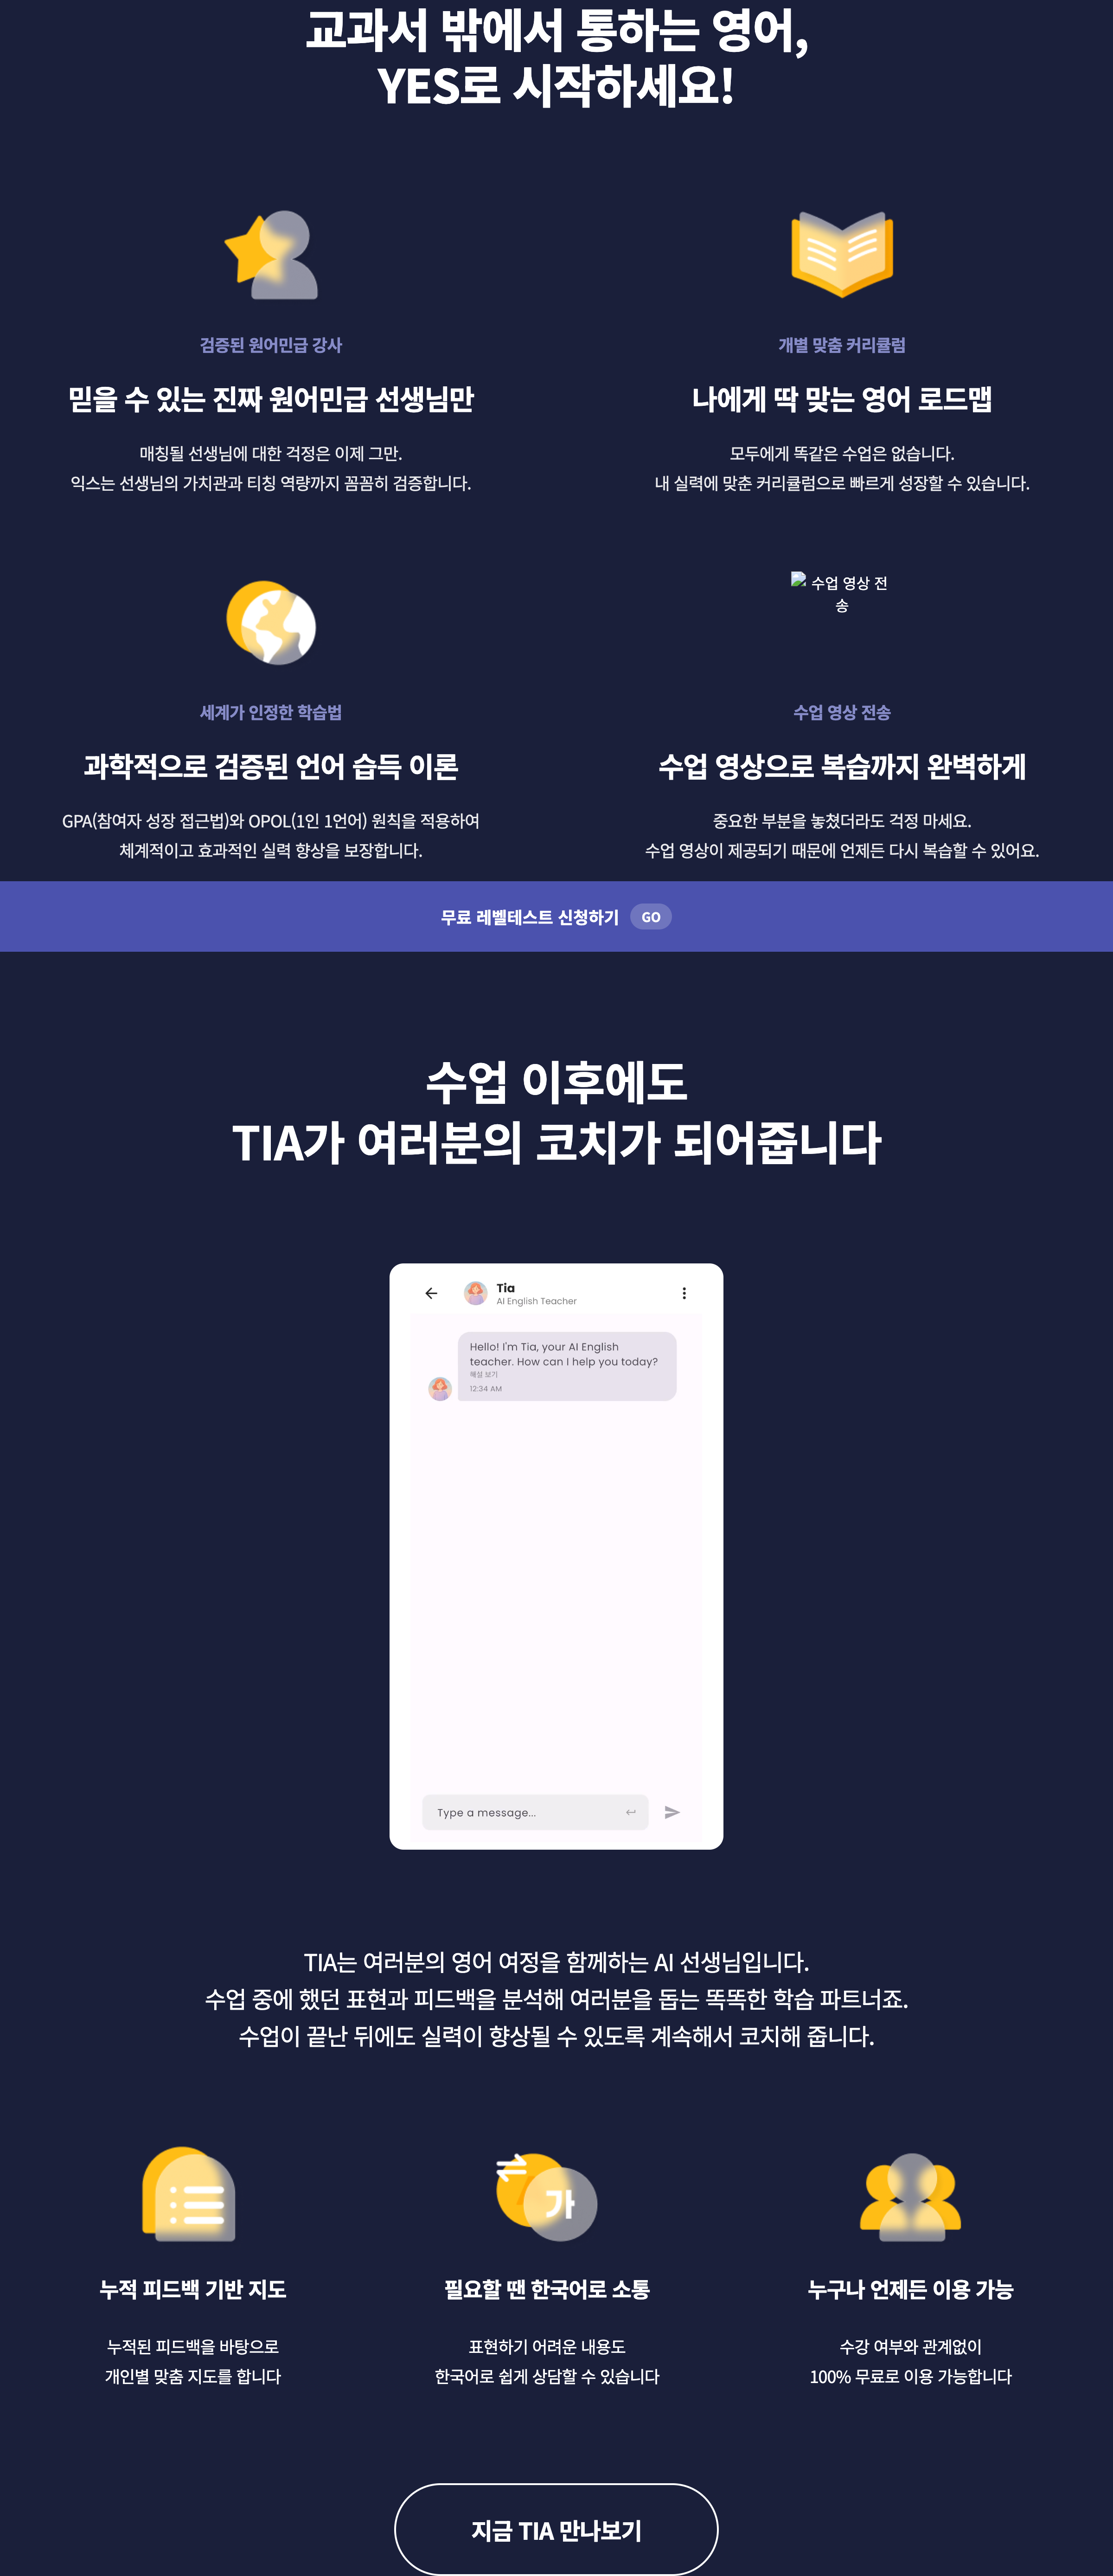 교과서 밖에서 통하는 영어,
YES로 시작하세요!
검증된 원어민급 강사
믿을 수 있는 진짜 원어민급 선생님만
매칭될 선생님에 대한 걱정은 이제 그만.
익스는 선생님의 가치관과 티칭 역량까지 꼼꼼히 검증합니다.
개별 맞춤 커리큘럼
나에게 딱 맞는 영어 로드맵
모두에게 똑같은 수업은 없습니다.
내 실력에 맞춘 커리큘럼으로 빠르게 성장할 수 있습니다.
세계가 인정한 학습법
과학적으로 검증된 언어 습득 이론
GPA(참여자 성장 접근법)와 OPOL(1인 1언어) 원칙을 적용하여
체계적이고 효과적인 실력 향상을 보장합니다.
수업 영상 전
송
수업 영상 전송
수업 영상으로 복습까지 완벽하게
중요한 부분을 놓쳤더라도 걱정 마세요.
수업 영상이 제공되기 때문에 언제든 다시 복습할 수 있어요.
무료 레벨테스트 신청하기 GO
수업 이후에도
TIA가 여러분의 코치가 되어줍니다
Tia
AI English Teacher
Hello! I'm Tia, your AI English
teacher. How can I help you today?
해설 보기
12:34 AM
Type a message...
TIA는 여러분의 영어 여정을 함께하는 AI 선생님입니다.
수업 중에 했던 표현과 피드백을 분석해 여러분을 돕는 똑똑한 학습 파트너죠.
수업이 끝난 뒤에도 실력이 향상될 수 있도록 계속해서 코치해 줍니다.
누적 피드백 기반 지도
누적된 피드백을 바탕으로
개인별 맞춤 지도를 합니다
가
필요할 땐 한국어로 소통
표현하기 어려운 내용도
한국어로 쉽게 상담할 수 있습니다
누구나 언제든 이용 가능
수강 여부와 관계없이
100% 무료로 이용 가능합니다
지금 TIA 만나보기